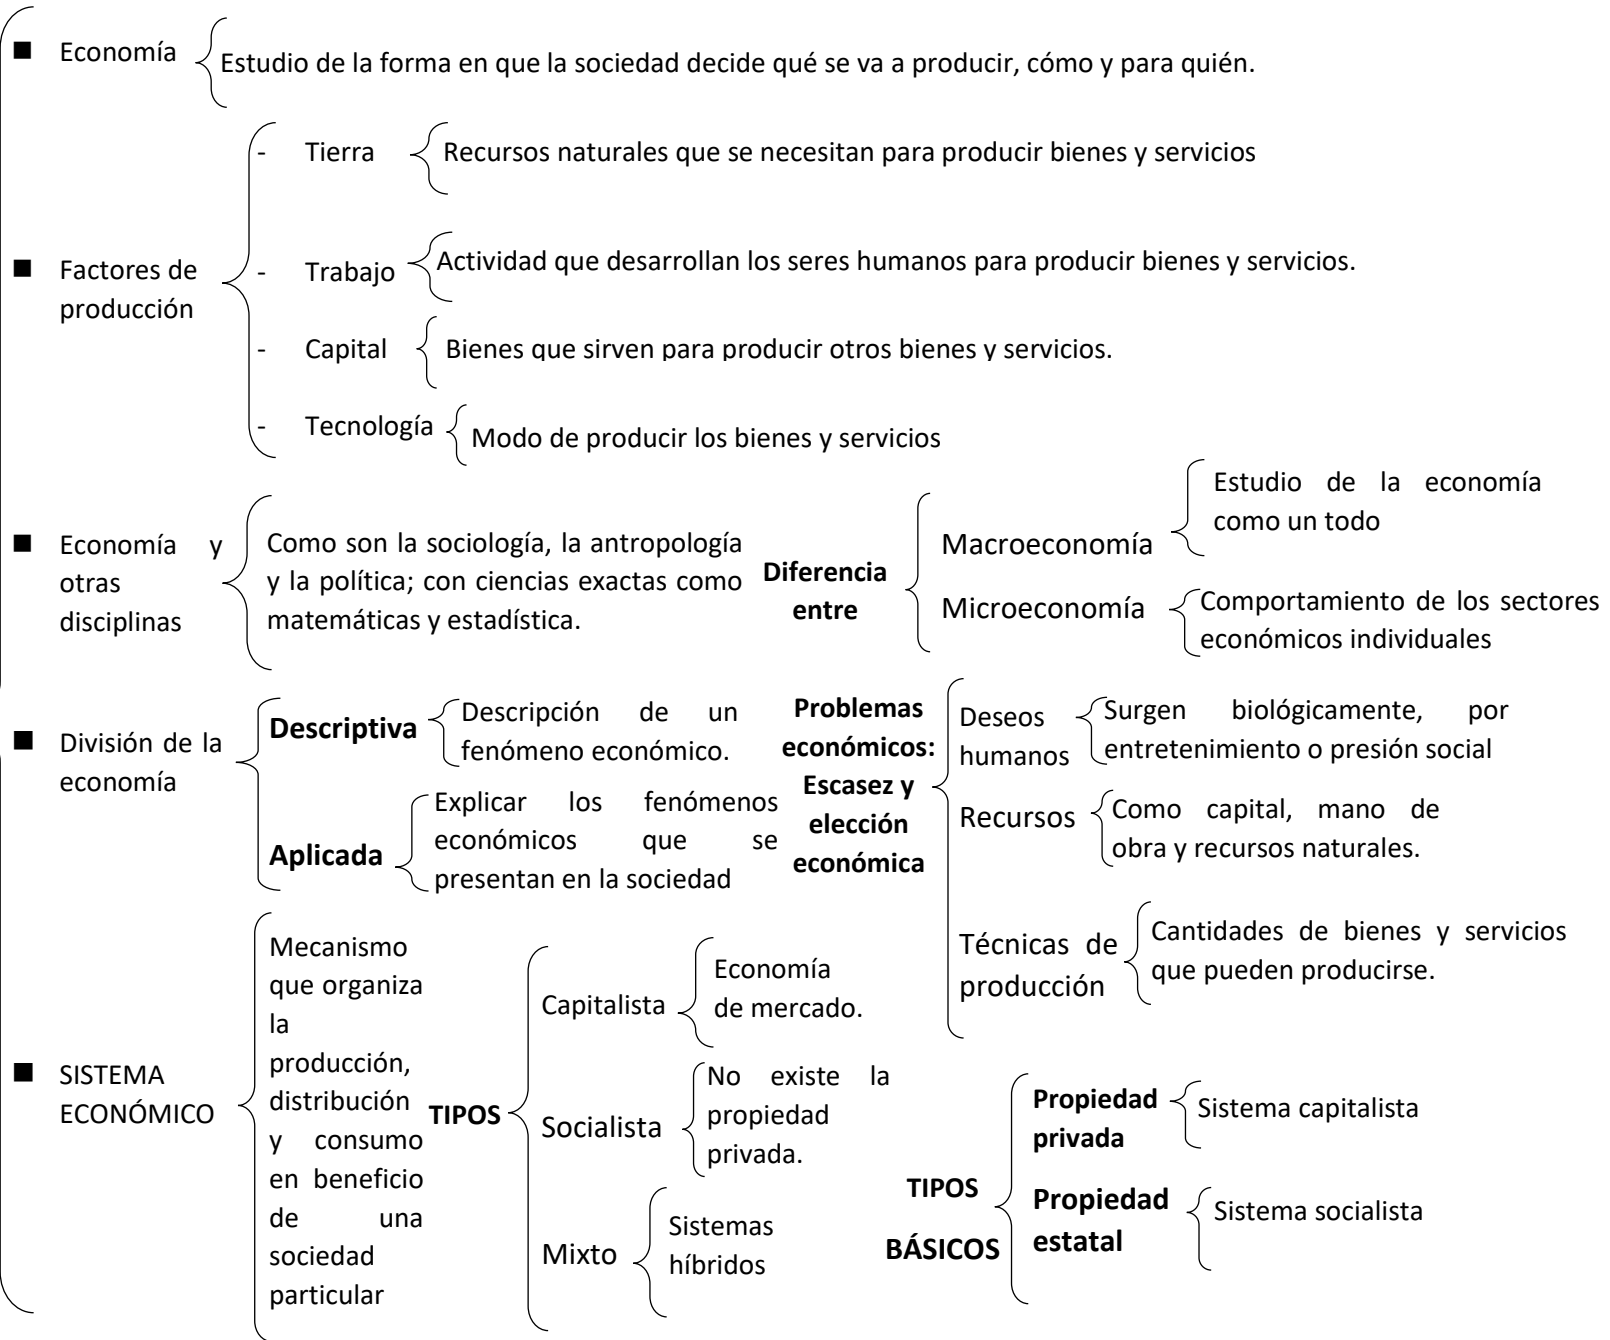 ■ Economía
Estudio de la forma en que la sociedad decide qué se va a producir, cómo y para quién.
■ Factores de
producción
- Tierra
Recursos naturales que se necesitan para producir bienes y servicios
- Trabajo
Actividad que desarrollan los seres humanos para producir bienes y servicios.
- Capital
Bienes que sirven para producir otros bienes y servicios.
- Tecnología
Modo de producir los bienes y servicios
■ Economía y
otras
disciplinas
Como son la sociología, la antropología
y la política; con ciencias exactas como
matemáticas y estadística.
Diferencia
entre
Macroeconomía
Estudio de la economía
como un todo
Microeconomía
Comportamiento de los sectores
económicos individuales
■ División de la
economía
Descriptiva
Descripción de un
fenómeno económico.
Aplicada
Explicar los fenómenos
económicos que se
presentan en la sociedad
Problemas
económicos:
Escasez y
elección
económica
Deseos
humanos
Surgen biológicamente, por
entretenimiento o presión social
Recursos
Como capital, mano de
obra y recursos naturales.
Técnicas de
producción
Cantidades de bienes y servicios
que pueden producirse.
■ SISTEMA
ECONÓMICO
Mecanismo
que organiza
la
producción,
distribución
y consumo
en beneficio
de una
sociedad
particular
TIPOS
Capitalista
Economía
de mercado.
Socialista
No existe la
propiedad
privada.
Mixto
Sistemas
híbridos
TIPOS
BÁSICOS
Propiedad
privada
Sistema capitalista
Propiedad
estatal
Sistema socialista